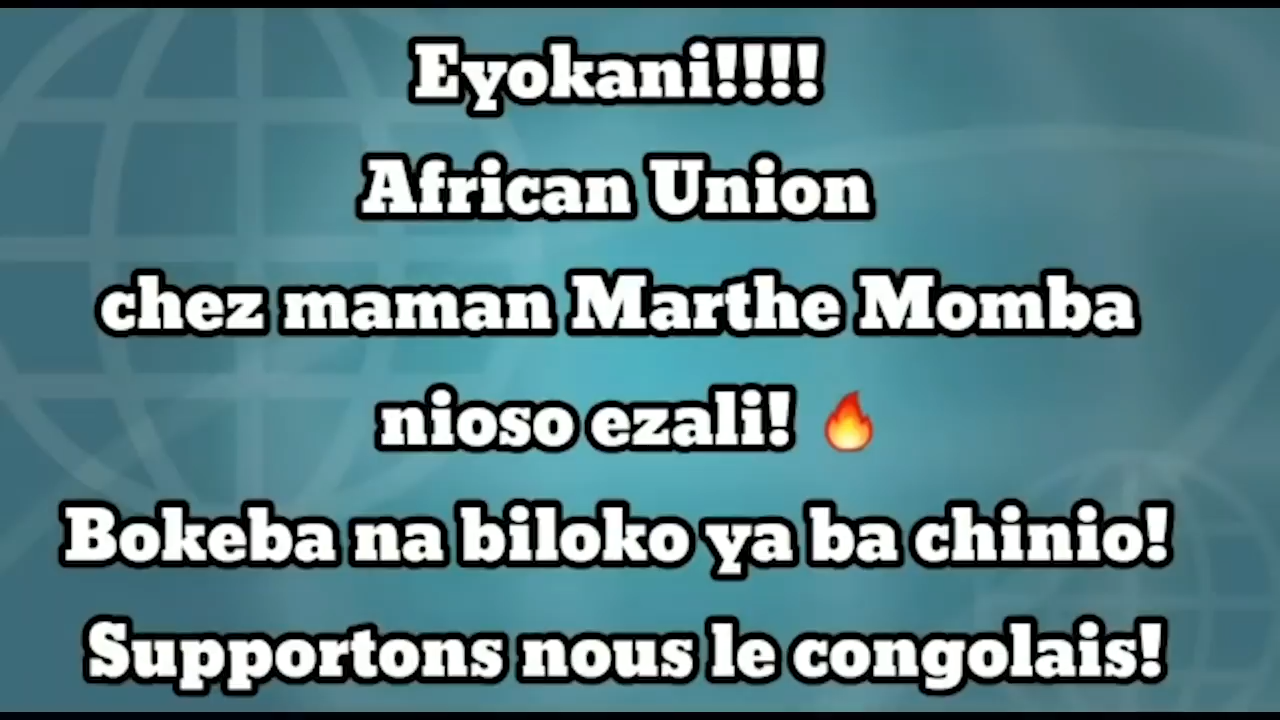 Eyokani!!!!
African Union
chez maman Marthe Momba
nioso ezali! 🔥
Bokeba na biloko ya ba chinio!
Supportons nous le congolais!